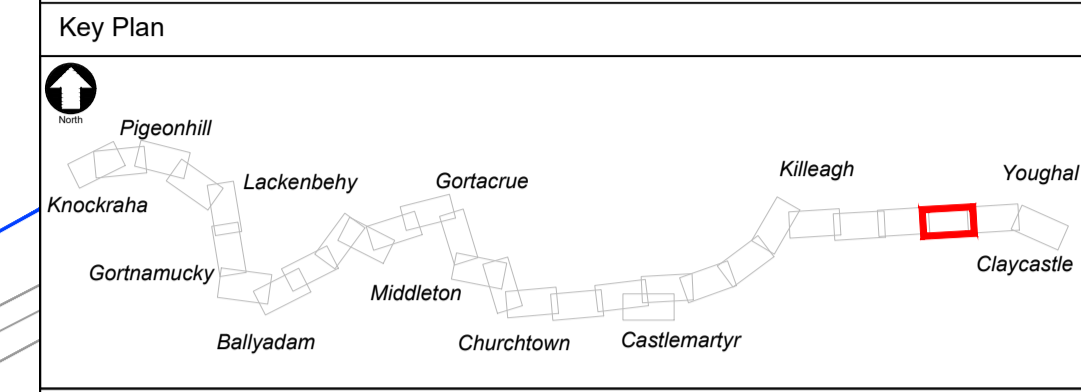 Key Plan
North
Pigeonhill
Killeagh
Youghal
Lackenbehy
Gortacrue
Knockraha
Claycastle
Gortnamucky
Middleton
Ballyadam
Churchtown
Castlemartyr